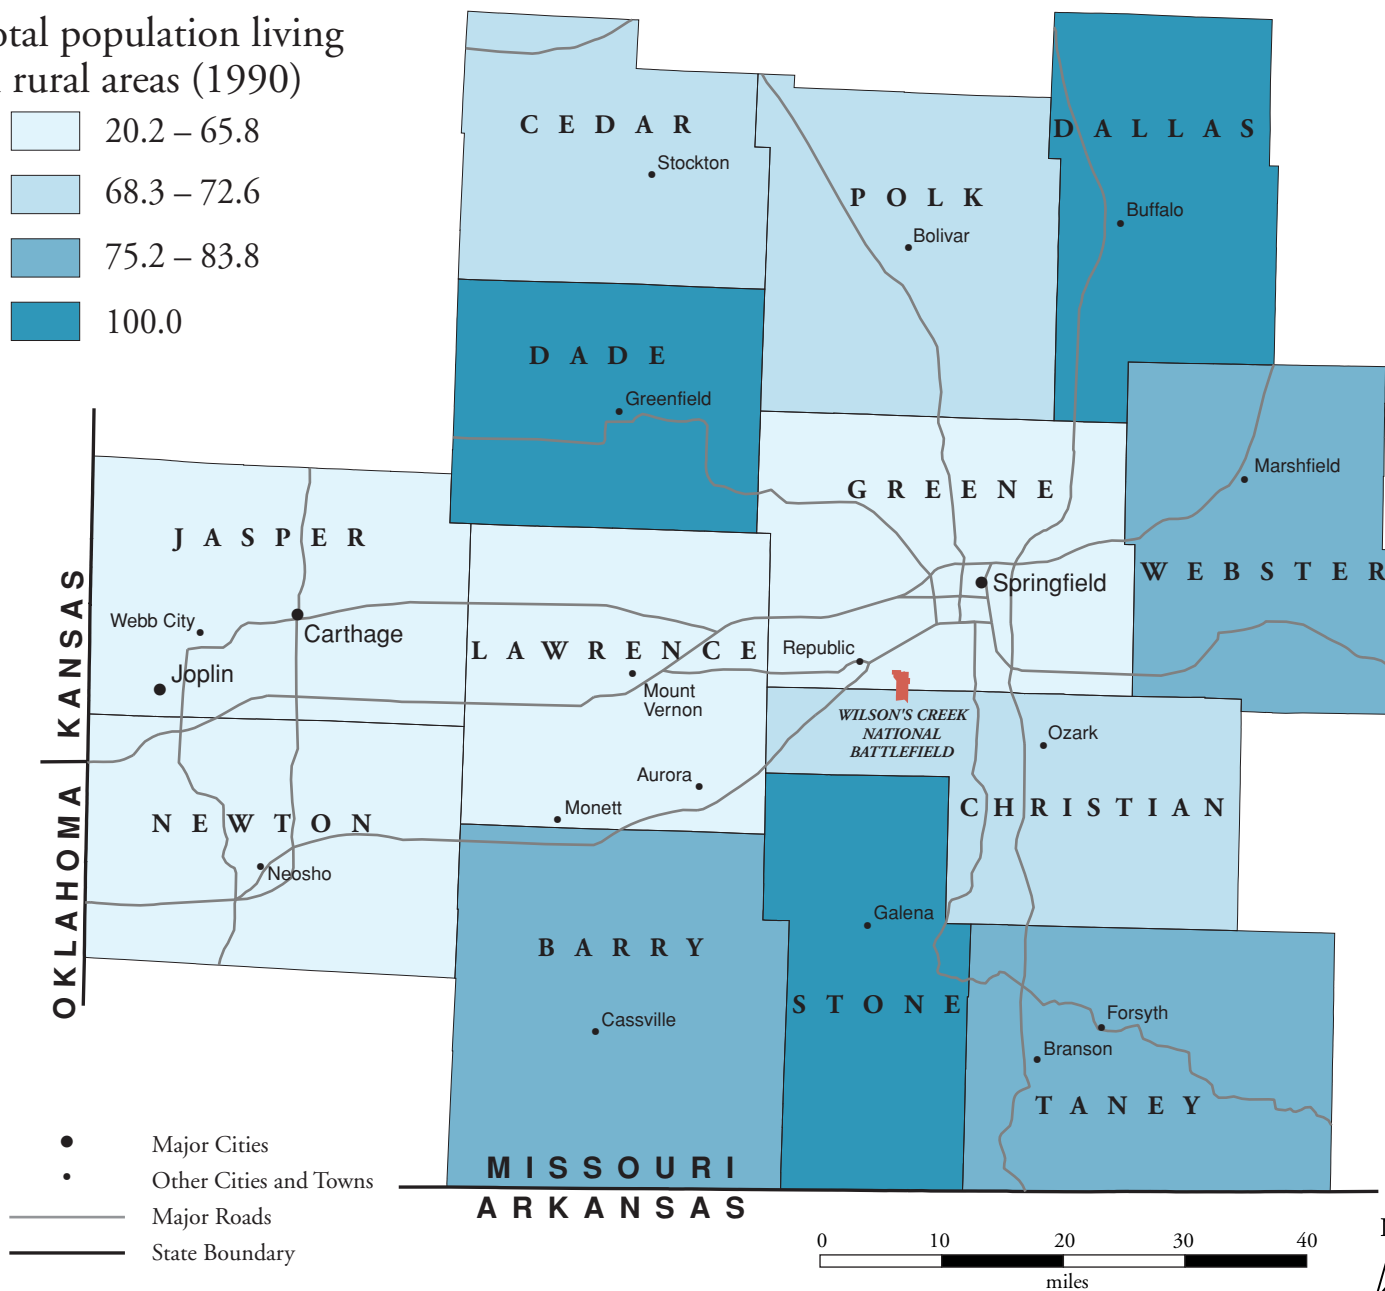 otal population living
rural areas (1990)
20.2 – 65.8
68.3 – 72.6
75.2 – 83.8
100.0
CEDAR
Stockton
POLK
Bolivar
DALLAS
Buffalo
DADE
Greenfield
GREENE
Springfield
Republic
Marshfield
WEBSTER
JASPER
Webb City
Carthage
Joplin
LAWRENCE
Mount
Vernon
Aurora
Monett
WILSON'S CREEK
NATIONAL
BATTLEFIELD
Ozark
CHRISTIAN
KANSAS
OKLAHOMA
NEWTON
Neosho
BARRY
Cassville
Galena
STONE
Forsyth
Branson
TANEY
MISSOURI
ARKANSAS
Major Cities
Other Cities and Towns
Major Roads
State Boundary
0 10 20 30 40
miles